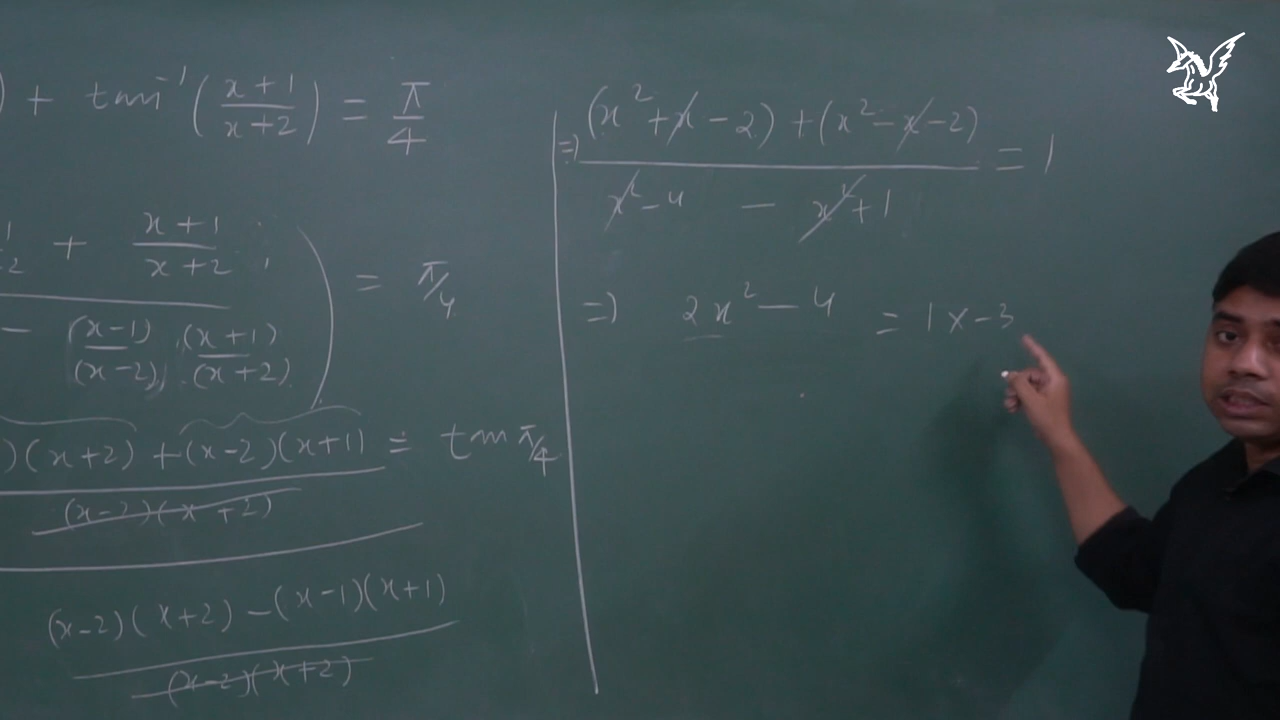 ) + tan⁻¹(x+1/x+2) = π/4
1/2 + x+1/x+2 = π/4
− (x−1)/(x−2) · (x+1)/(x+2)
)(x+2) + (x−2)(x+1) = tan π/4
(x−2)(x+2)
(x−2)(x+2) − (x−1)(x+1)
(x−2)(x+2)
⇒ (x²+x−2) + (x²−x−2) = 1
x²−4 − x²+1
⇒ 2x²−4 = 1×−3